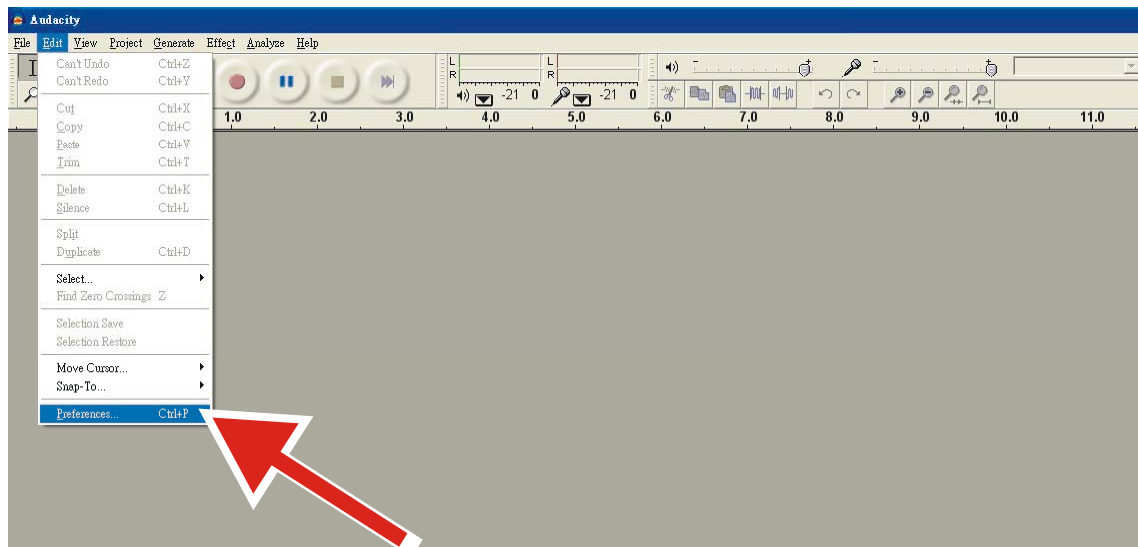 Audacity
File Edit View Project Generate Effect Analyze Help
Can't Undo Ctrl+Z
Can't Redo Ctrl+Y
Cut Ctrl+X
Copy Ctrl+C
Paste Ctrl+V
Trim Ctrl+T
Delete Ctrl+K
Silence Ctrl+L
Split
Duplicate Ctrl+D
Select...
Find Zero Crossings Z
Selection Save
Selection Restore
Move Cursor...
Snap-To...
Preferences... Ctrl+P
L
R
-21 0
L
R
-21 0
1.0 2.0 3.0 4.0 5.0 6.0 7.0 8.0 9.0 10.0 11.0